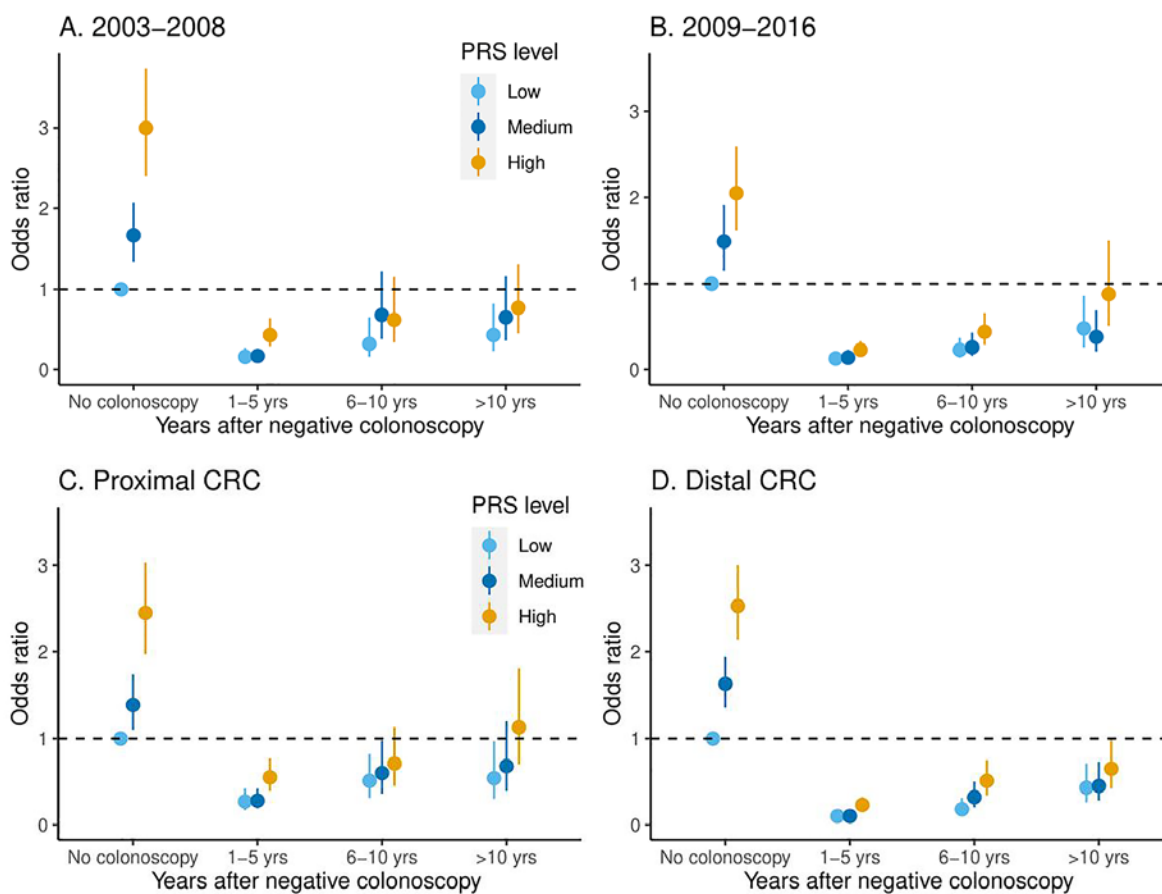 A. 2003–2008
PRS level
Low
Medium
High
Odds ratio
3
2
1
0
No colonoscopy
1–5 yrs
6–10 yrs
>10 yrs
Years after negative colonoscopy
B. 2009–2016
Odds ratio
3
2
1
0
No colonoscopy
1–5 yrs
6–10 yrs
>10 yrs
Years after negative colonoscopy
C. Proximal CRC
PRS level
Low
Medium
High
Odds ratio
3
2
1
0
No colonoscopy
1–5 yrs
6–10 yrs
>10 yrs
Years after negative colonoscopy
D. Distal CRC
Odds ratio
3
2
1
0
No colonoscopy
1–5 yrs
6–10 yrs
>10 yrs
Years after negative colonoscopy